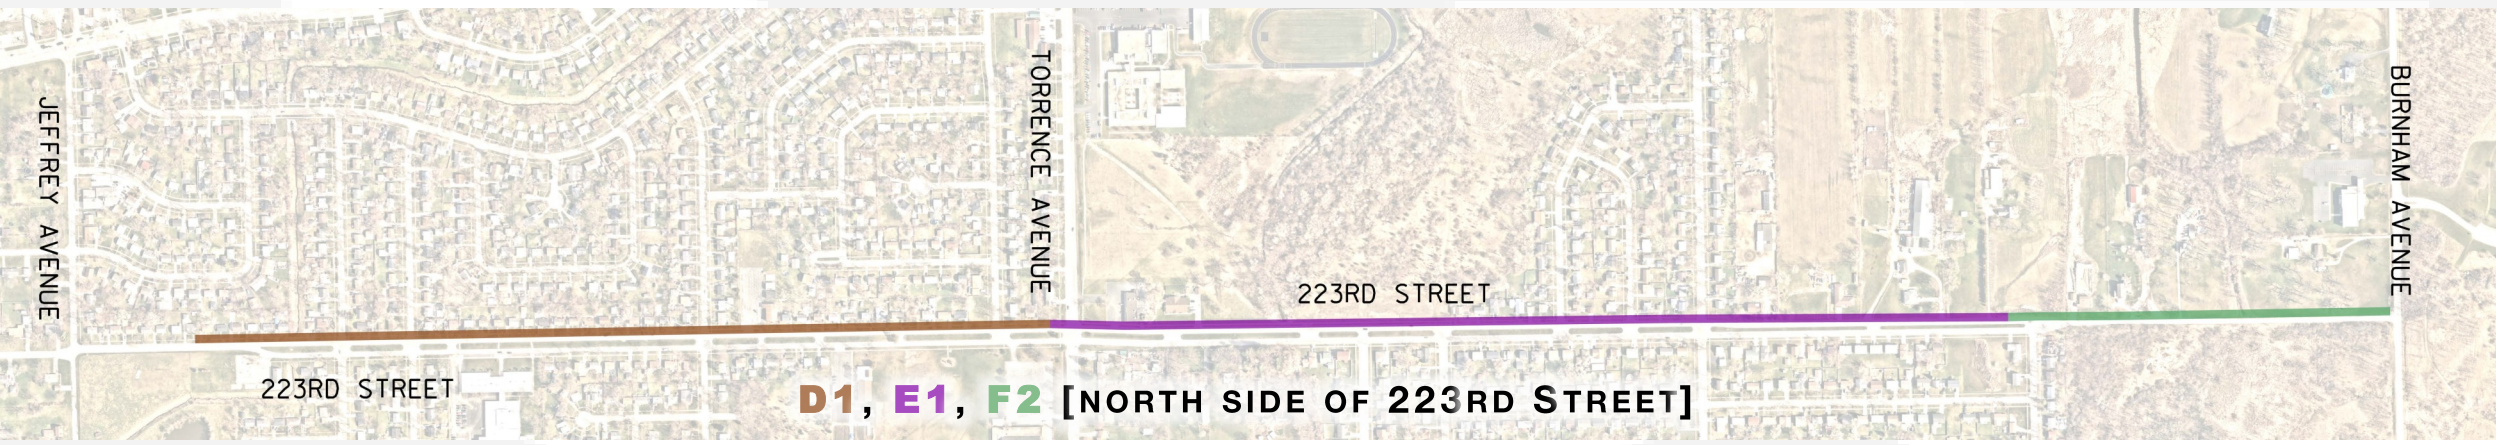 JEFFREY AVENUE
TORRENCE AVENUE
BURNHAM AVENUE
223RD STREET
223RD STREET
D1, E1, F2 [NORTH SIDE OF 223RD STREET]